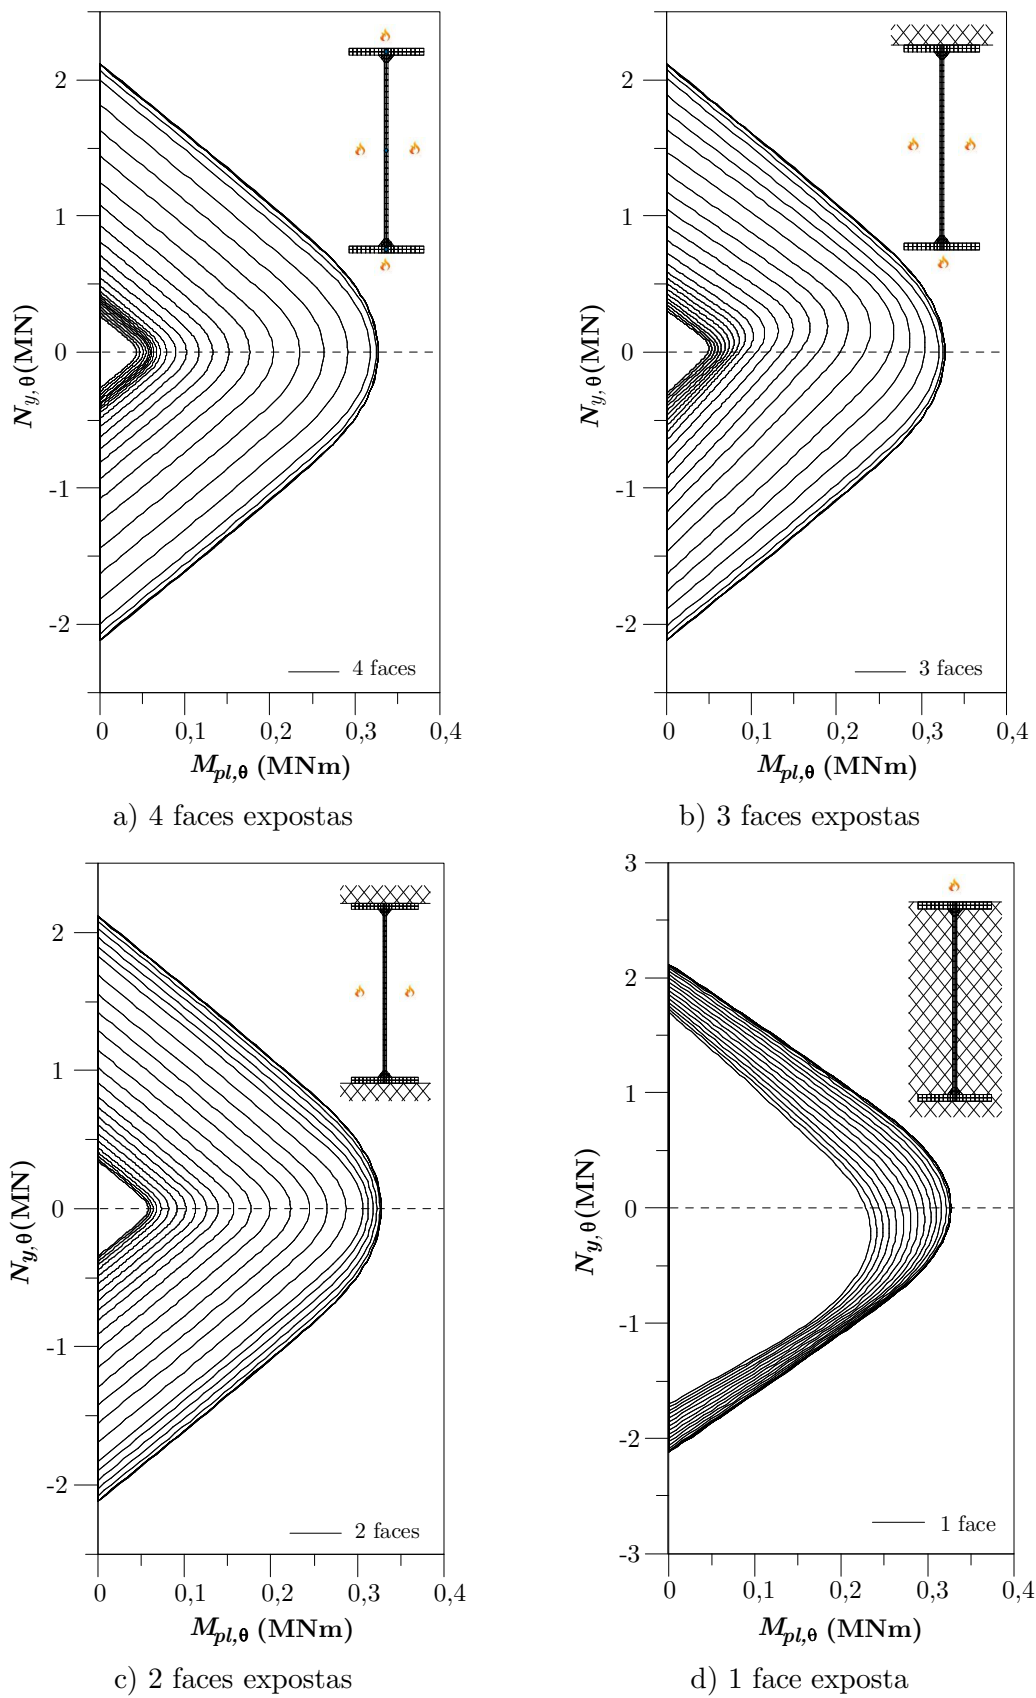 2
1
0
-1
-2
N_{y,θ}(MN)
4 faces
0
0,1
0,2
0,3
0,4
M_{pl,θ} (MNm)
a) 4 faces expostas
2
1
0
-1
-2
N_{y,θ}(MN)
3 faces
0
0,1
0,2
0,3
0,4
M_{pl,θ} (MNm)
b) 3 faces expostas
2
1
0
-1
-2
N_{y,θ}(MN)
2 faces
0
0,1
0,2
0,3
0,4
M_{pl,θ} (MNm)
c) 2 faces expostas
3
2
1
0
-1
-2
-3
N_{y,θ}(MN)
1 face
0
0,1
0,2
0,3
0,4
M_{pl,θ} (MNm)
d) 1 face exposta